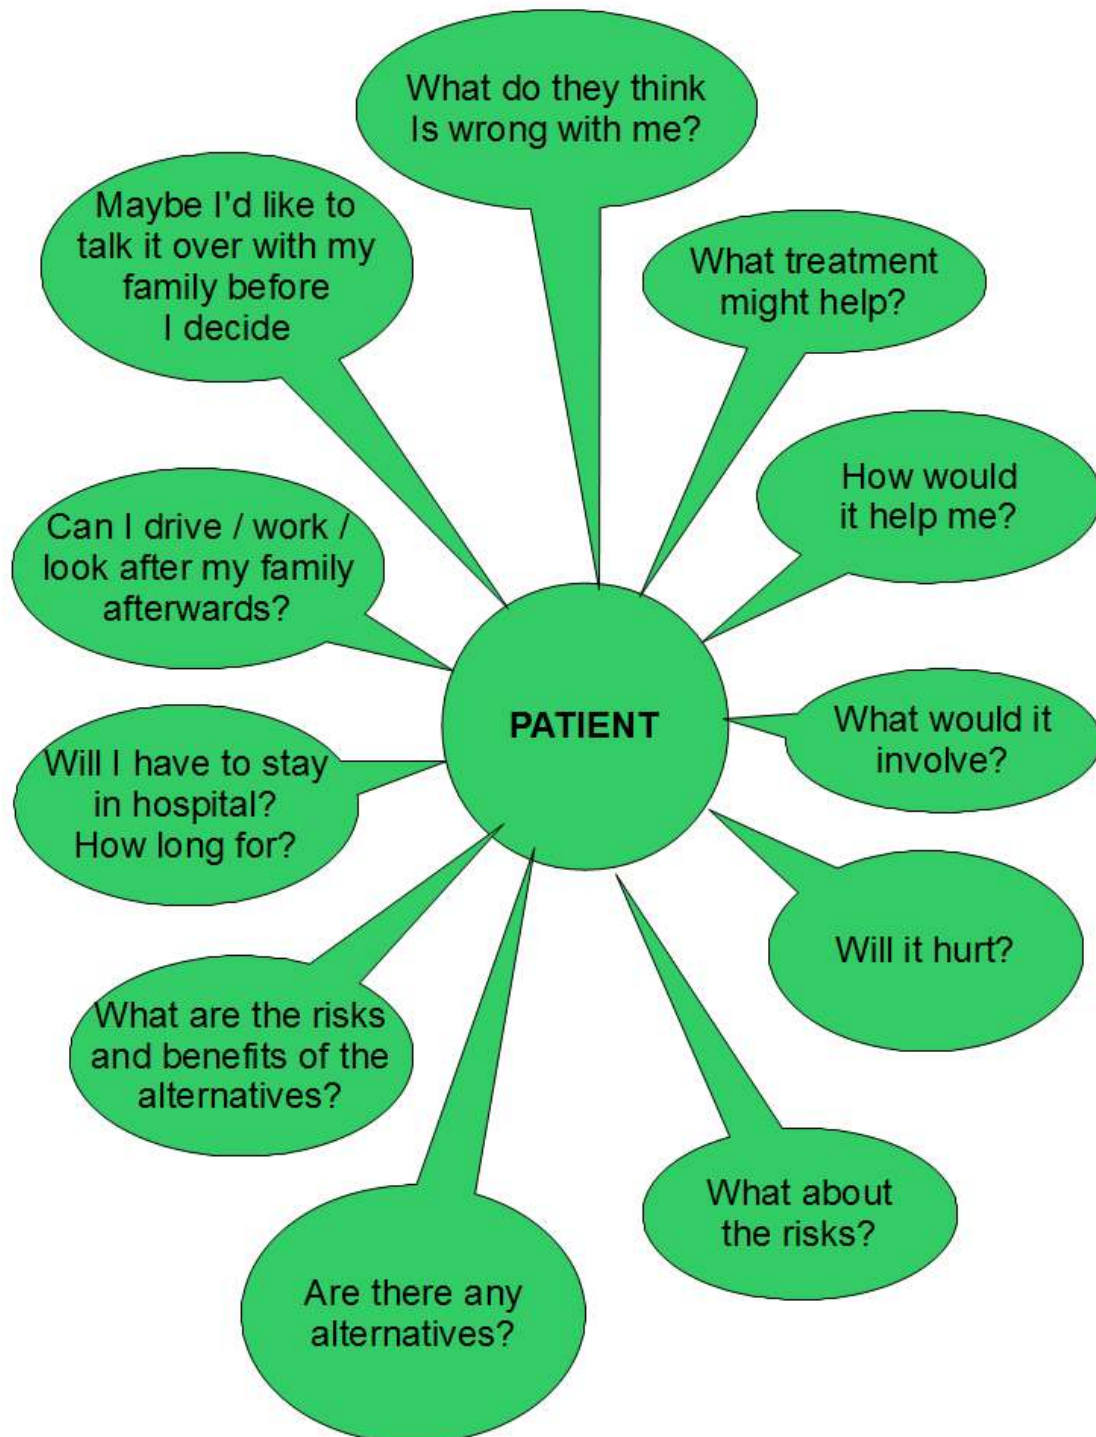 What do they think
Is wrong with me?
What treatment
might help?
How would
it help me?
What would it
involve?
Will it hurt?
What about
the risks?
Are there any
alternatives?
What are the risks
and benefits of the
alternatives?
Will I have to stay
in hospital?
How long for?
Can I drive / work /
look after my family
afterwards?
Maybe I'd like to
talk it over with my
family before
I decide
PATIENT